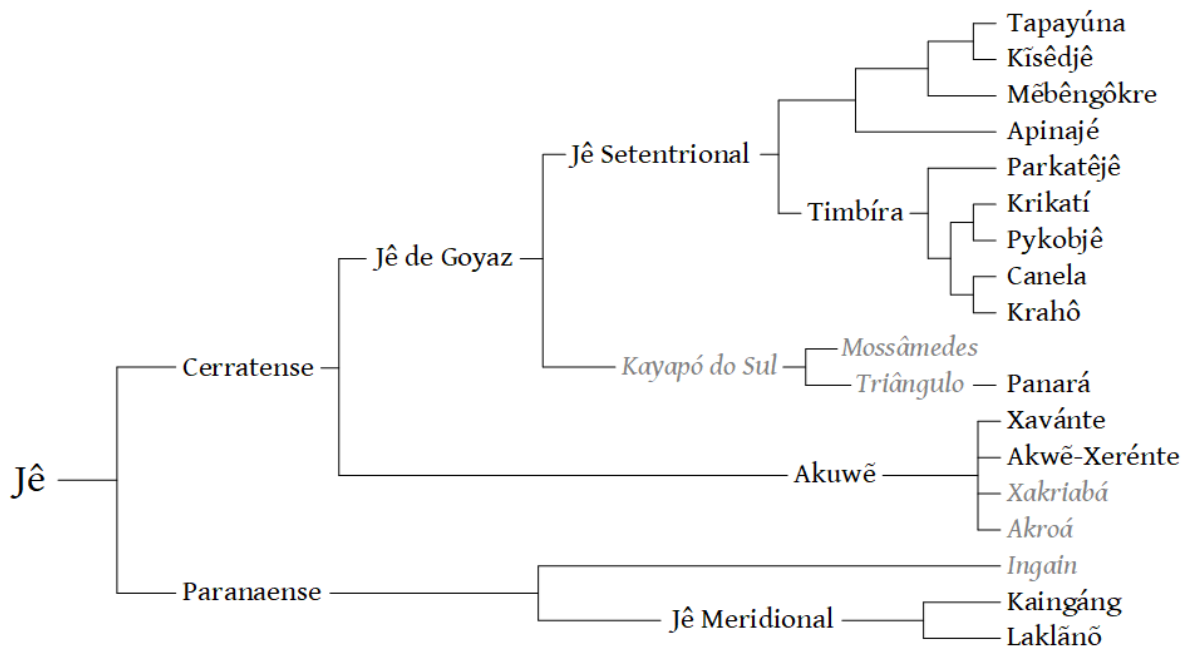 Tapayúna
Kĩsêdjê
Mẽbêngôkre
Apinajé
Jê Setentrional
Parkatêjê
Timbíra
Krikatí
Pykobjê
Jê de Goyaz
Canela
Krahô
Mossâmedes
Cerratense
Kayapó do Sul
Triângulo
Panará
Xavánte
Akwẽ-Xerénte
Akuwẽ
Jê
Xakriabá
Akroá
Ingain
Paranaense
Kaingáng
Jê Meridional
Laklãnõ